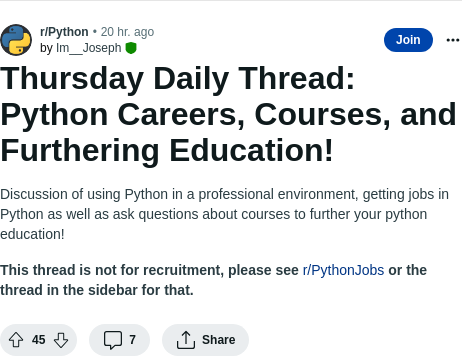 r/Python • 20 hr. ago
by Im__Joseph
Join
Thursday Daily Thread:
Python Careers, Courses, and
Furthering Education!
Discussion of using Python in a professional environment, getting jobs in
Python as well as ask questions about courses to further your python
education!
This thread is not for recruitment, please see r/PythonJobs or the
thread in the sidebar for that.
45
7
Share